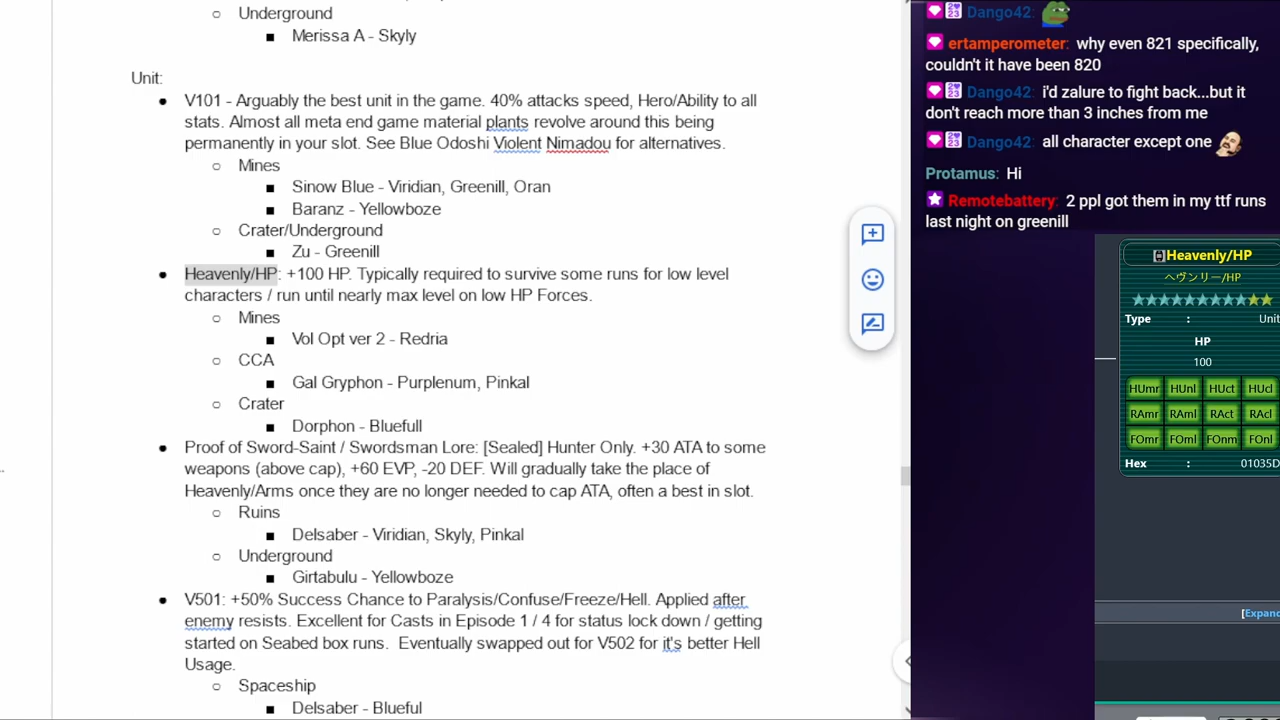 Underground
Merissa A - Skyly
Unit:
V101 - Arguably the best unit in the game. 40% attacks speed, Hero/Ability to all
stats. Almost all meta end game material plants revolve around this being
permanently in your slot. See Blue Odoshi Violent Nimadou for alternatives.
Mines
Sinow Blue - Viridian, Greenill, Oran
Baranz - Yellowboze
Crater/Underground
Zu - Greenill
Heavenly/HP: +100 HP. Typically required to survive some runs for low level
characters / run until nearly max level on low HP Forces.
Mines
Vol Opt ver 2 - Redria
CCA
Gal Gryphon - Purplenum, Pinkal
Crater
Dorphon - Bluefull
Proof of Sword-Saint / Swordsman Lore: [Sealed] Hunter Only. +30 ATA to some
weapons (above cap), +60 EVP, -20 DEF. Will gradually take the place of
Heavenly/Arms once they are no longer needed to cap ATA, often a best in slot.
Ruins
Delsaber - Viridian, Skyly, Pinkal
Underground
Girtabulu - Yellowboze
V501: +50% Success Chance to Paralysis/Confuse/Freeze/Hell. Applied after
enemy resists. Excellent for Casts in Episode 1 / 4 for status lock down / getting
started on Seabed box runs.  Eventually swapped out for V502 for it's better Hell
Usage.
Spaceship
Delsaber - Blueful
Dango42:
ertamperometer: why even 821 specifically,
couldn't it have been 820
Dango42: i'd zalure to fight back...but it
don't reach more than 3 inches from me
Dango42: all character except one
Protamus: Hi
Remotebattery: 2 ppl got them in my ttf runs
last night on greenill
Heavenly/HP
ヘヴンリー/HP
Type : Unit
HP
100
HUmr HUnl HUct HUcl
RAmr RAml RAct RAcl
FOmr FOml FOnm FOnl
Hex : 01035D
[Expand